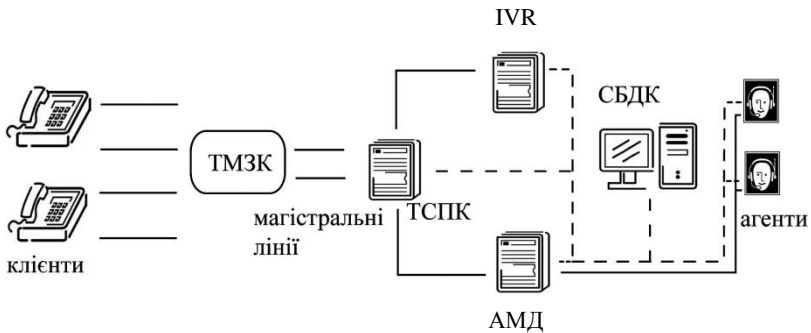 IVR
СБДК
ТМЗК
магістральні
лінії
ТСПК
клієнти
агенти
АМД